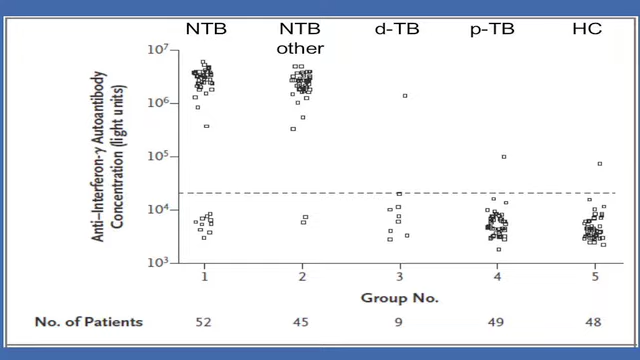 NTB NTB d-TB p-TB HC
other
10⁷
10⁶
10⁵
10⁴
10³
Anti–Interferon-γ Autoantibody
Concentration (light units)
1 2 3 4 5
Group No.
No. of Patients 52 45 9 49 48